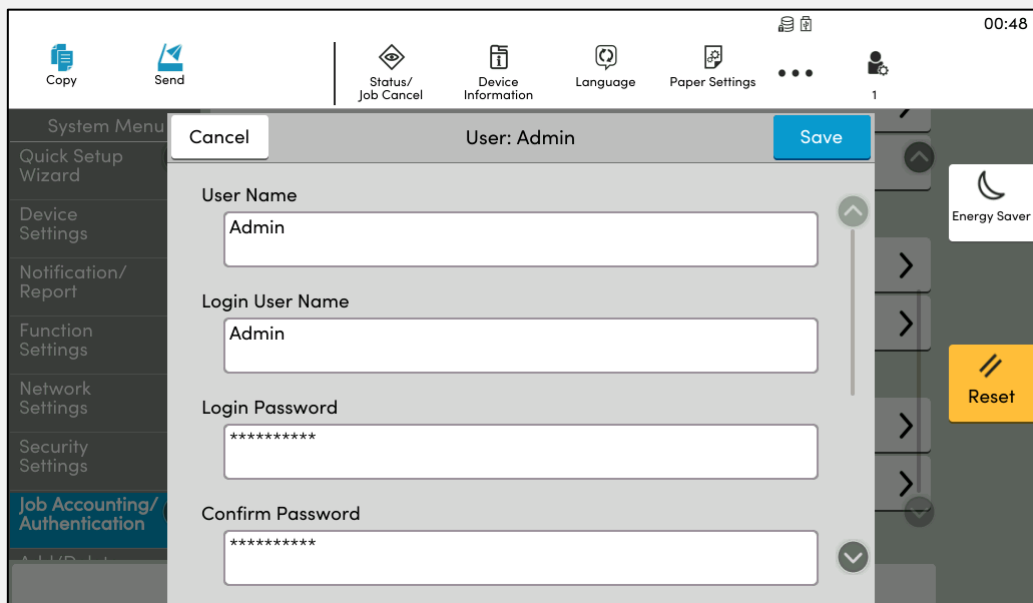 00:48
Copy
Send
Status/
Job Cancel
Device
Information
Language
Paper Settings
1
System Menu
Quick Setup
Wizard
Device
Settings
Notification/
Report
Function
Settings
Network
Settings
Security
Settings
Job Accounting/
Authentication
Cancel
User: Admin
Save
User Name
Admin
Login User Name
Admin
Login Password
**********
Confirm Password
**********
Energy Saver
Reset